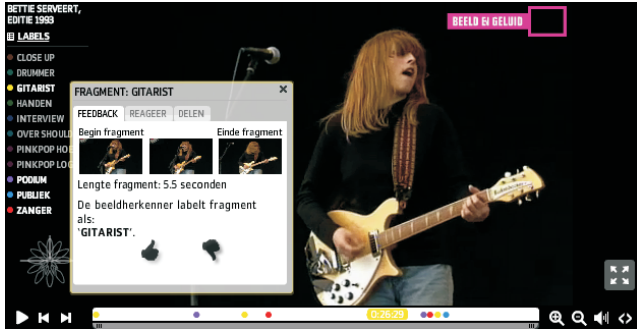 BETTIE SERVEERT,
EDITIE 1993
LABELS
CLOSE UP
DRUMMER
GITARIST
HANDEN
INTERVIEW
OVER SHOUL
PINKPOP HO
PINKPOP LO
PODIUM
PUBLIEK
ZANGER
BEELD & GELUID
FRAGMENT: GITARIST
FEEDBACK REAGEER DELEN
Begin fragment Einde fragment
Lengte fragment: 5.5 seconden
De beeldherkenner labelt fragment
als:
'GITARIST'.
0:26:29